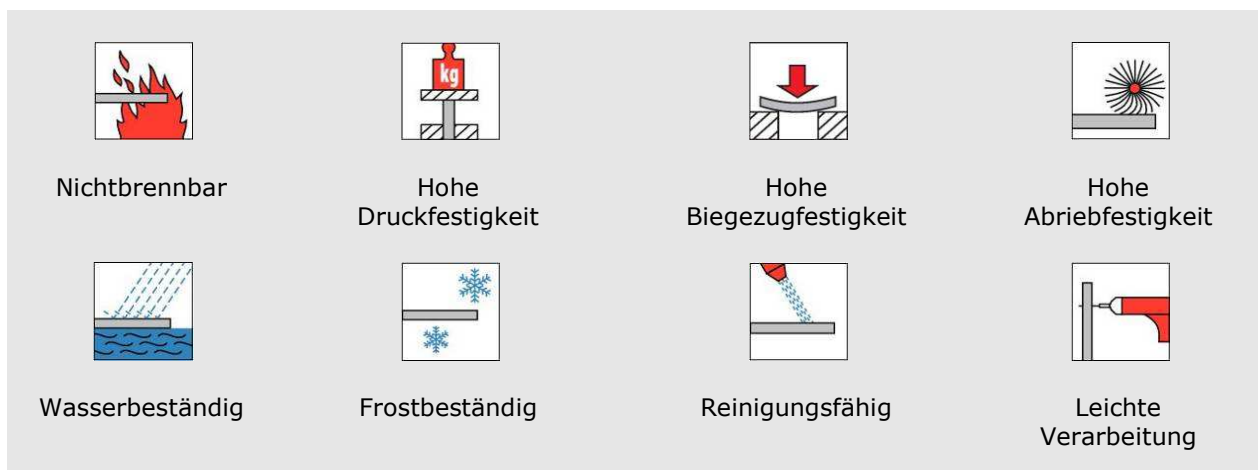 kg
Nichtbrennbar
Hohe
Druckfestigkeit
Hohe
Biegezugfestigkeit
Hohe
Abriebfestigkeit
Wasserbeständig
Frostbeständig
Reinigungsfähig
Leichte
Verarbeitung